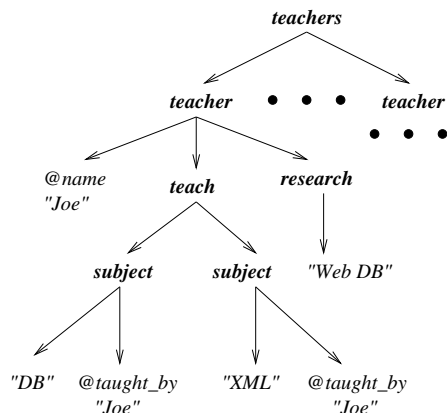 teachers
teacher
teacher
@name
"Joe"
teach
research
subject
subject
"Web DB"
"DB"
@taught_by
"Joe"
"XML"
@taught_by
"Joe"